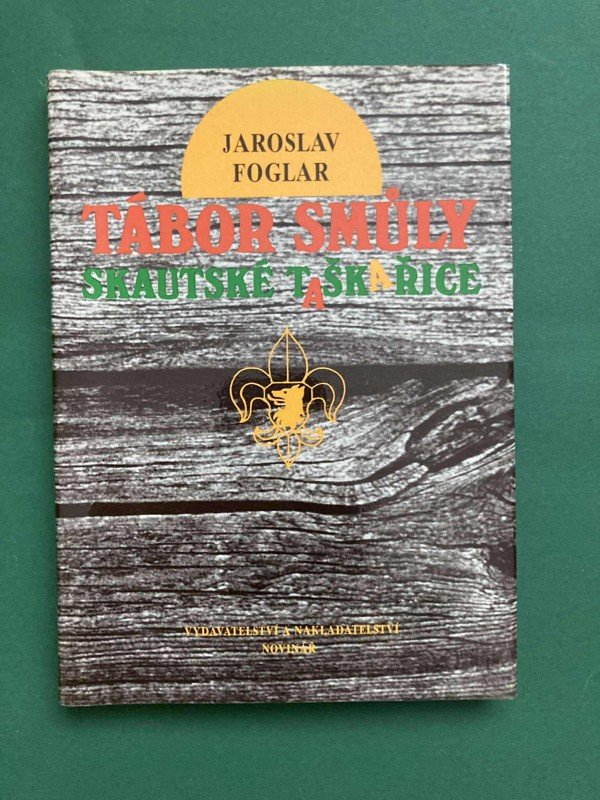 JAROSLAV
FOGLAR
TÁBOR SMŮLY
SKAUTSKÉ TAŠKAŘICE
VYDAVATELSTVÍ A NAKLADATELSTVÍ
NOVINÁŘ